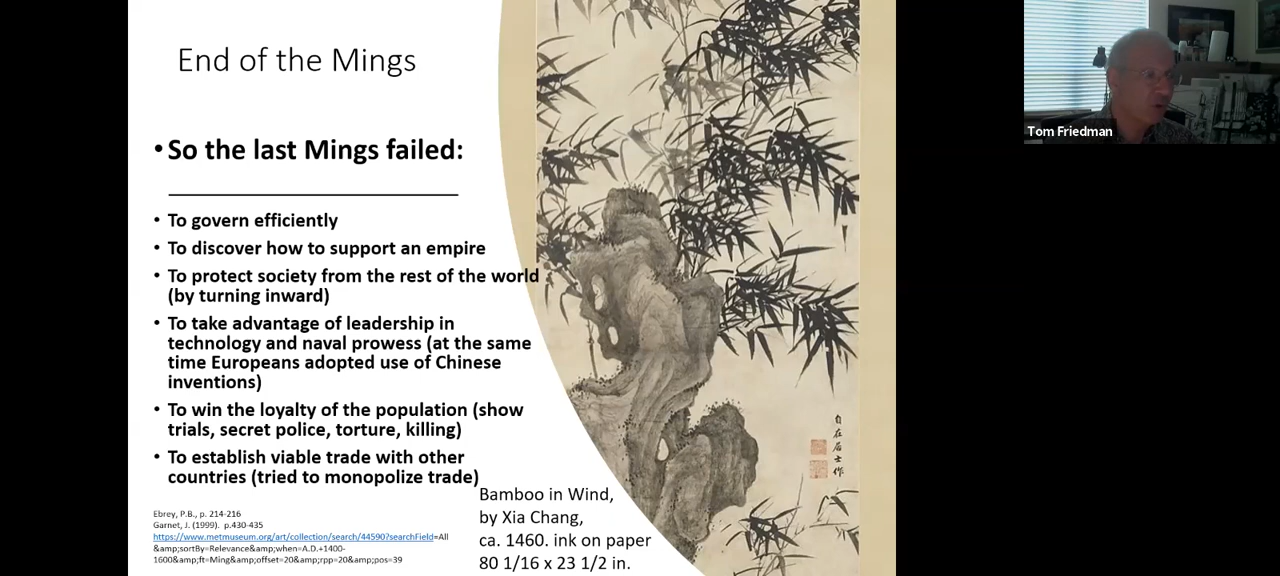 End of the Mings
• So the last Mings failed:
• To govern efficiently
• To discover how to support an empire
• To protect society from the rest of the world
(by turning inward)
• To take advantage of leadership in
technology and naval prowess (at the same
time Europeans adopted use of Chinese
inventions)
• To win the loyalty of the population (show
trials, secret police, torture, killing)
• To establish viable trade with other
countries (tried to monopolize trade)
Ebrey, P.B., p. 214-216
Garnet, J. (1999). p.430-435
https://www.metmuseum.org/art/collection/search/44590?searchField=All
&amp;sortBy=Relevance&amp;when=A.D.+1400-
1600&amp;ft=Ming&amp;offset=20&amp;rpp=20&amp;pos=39
Bamboo in Wind,
by Xia Chang,
ca. 1460. ink on paper
80 1/16 x 23 1/2 in.
自在居士作
Tom Friedman